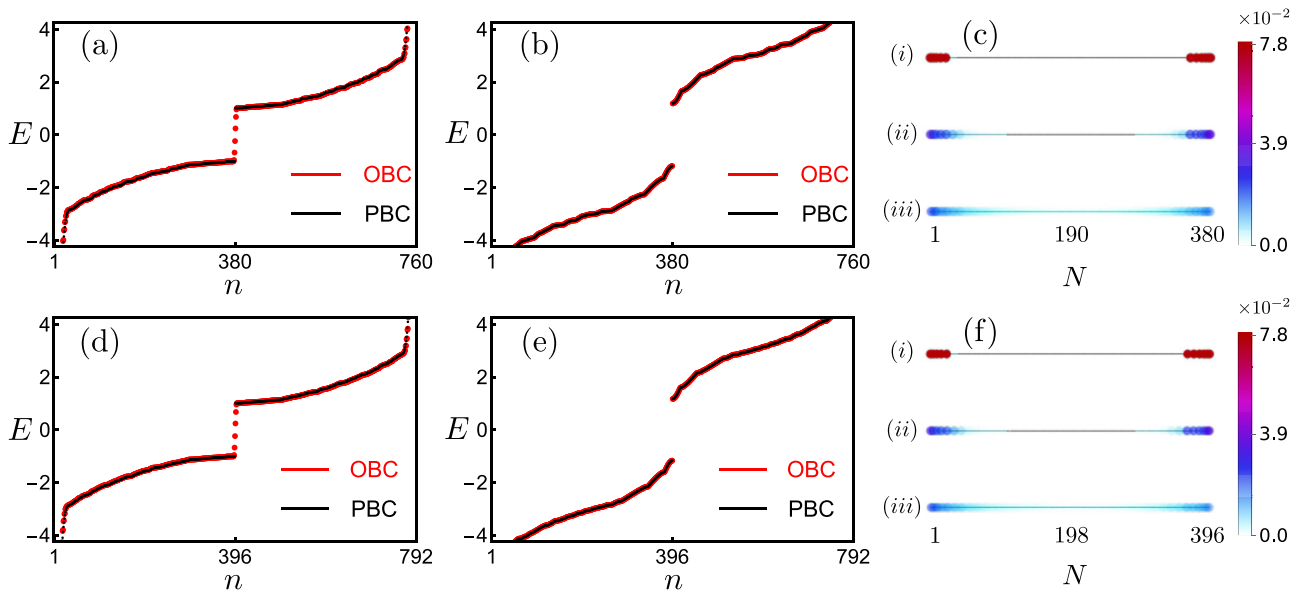 (a)
4
2
E 0
−2
−4
OBC
PBC
1 380 760
n
(b)
4
2
E 0
−2
−4
OBC
PBC
1 380 760
n
(c)
(i)
(ii)
(iii)
1 190 380
N
×10⁻²
7.8
3.9
0.0
(d)
4
2
E 0
−2
−4
OBC
PBC
1 396 792
n
(e)
4
2
E 0
−2
−4
OBC
PBC
1 396 792
n
(f)
(i)
(ii)
(iii)
1 198 396
N
×10⁻²
7.8
3.9
0.0